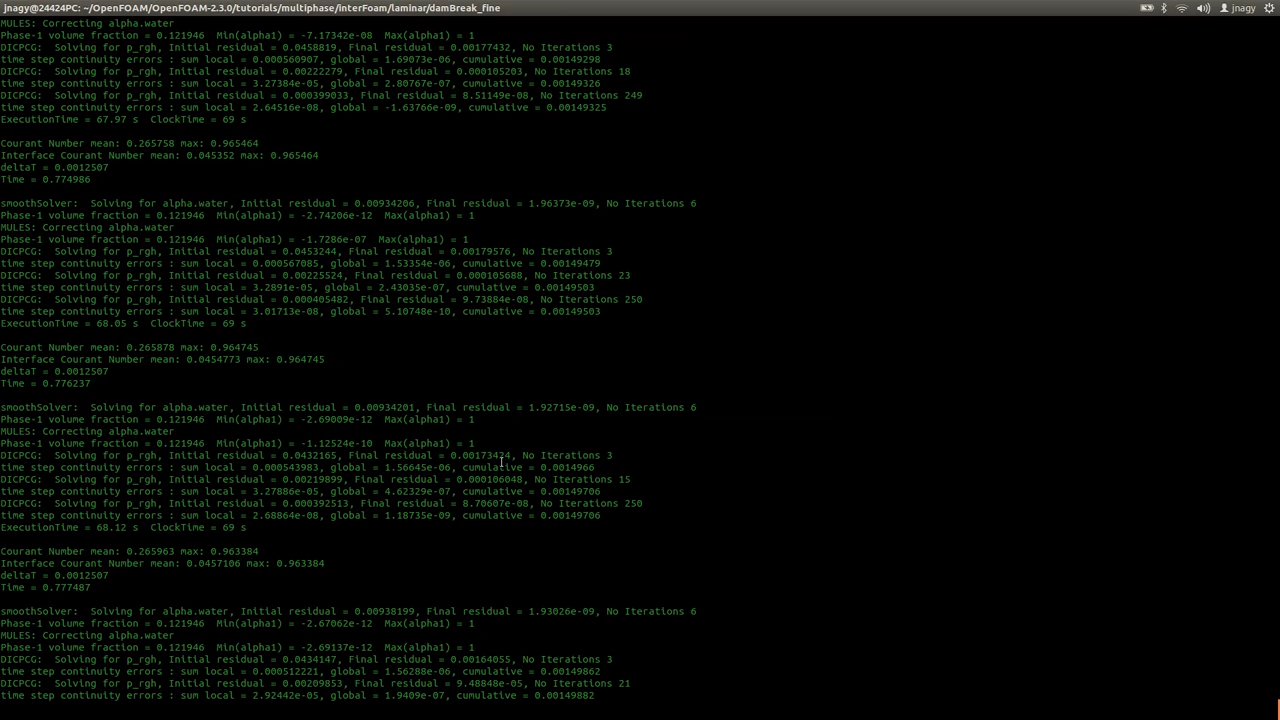 jnagy@24424PC: ~/OpenFOAM/OpenFOAM-2.3.0/tutorials/multiphase/interFoam/laminar/damBreak_fine
jnagy
MULES: Correcting alpha.water
Phase-1 volume fraction = 0.121946  Min(alpha1) = -7.17342e-08  Max(alpha1) = 1
DICPCG:  Solving for p_rgh, Initial residual = 0.0458819, Final residual = 0.00177432, No Iterations 3
time step continuity errors : sum local = 0.000560907, global = 1.69073e-06, cumulative = 0.00149298
DICPCG:  Solving for p_rgh, Initial residual = 0.00222279, Final residual = 0.000105203, No Iterations 18
time step continuity errors : sum local = 3.27384e-05, global = 2.80767e-07, cumulative = 0.00149326
DICPCG:  Solving for p_rgh, Initial residual = 0.000399033, Final residual = 8.51149e-08, No Iterations 249
time step continuity errors : sum local = 2.64516e-08, global = -1.63766e-09, cumulative = 0.00149325
ExecutionTime = 67.97 s  ClockTime = 69 s
Courant Number mean: 0.265758 max: 0.965464
Interface Courant Number mean: 0.045352 max: 0.965464
deltaT = 0.0012507
Time = 0.774986
smoothSolver:  Solving for alpha.water, Initial residual = 0.00934206, Final residual = 1.96373e-09, No Iterations 6
Phase-1 volume fraction = 0.121946  Min(alpha1) = -2.74206e-12  Max(alpha1) = 1
MULES: Correcting alpha.water
Phase-1 volume fraction = 0.121946  Min(alpha1) = -1.7286e-07  Max(alpha1) = 1
DICPCG:  Solving for p_rgh, Initial residual = 0.0453244, Final residual = 0.00179576, No Iterations 3
time step continuity errors : sum local = 0.000567085, global = 1.53354e-06, cumulative = 0.00149479
DICPCG:  Solving for p_rgh, Initial residual = 0.00225524, Final residual = 0.000105688, No Iterations 23
time step continuity errors : sum local = 3.2891e-05, global = 2.43035e-07, cumulative = 0.00149503
DICPCG:  Solving for p_rgh, Initial residual = 0.000405482, Final residual = 9.73884e-08, No Iterations 250
time step continuity errors : sum local = 3.01713e-08, global = 5.10748e-10, cumulative = 0.00149503
ExecutionTime = 68.05 s  ClockTime = 69 s
Courant Number mean: 0.265878 max: 0.964745
Interface Courant Number mean: 0.0454773 max: 0.964745
deltaT = 0.0012507
Time = 0.776237
smoothSolver:  Solving for alpha.water, Initial residual = 0.00934201, Final residual = 1.92715e-09, No Iterations 6
Phase-1 volume fraction = 0.121946  Min(alpha1) = -2.69009e-12  Max(alpha1) = 1
MULES: Correcting alpha.water
Phase-1 volume fraction = 0.121946  Min(alpha1) = -1.12524e-10  Max(alpha1) = 1
DICPCG:  Solving for p_rgh, Initial residual = 0.0432165, Final residual = 0.00173424, No Iterations 3
time step continuity errors : sum local = 0.000543983, global = 1.56645e-06, cumulative = 0.0014966
DICPCG:  Solving for p_rgh, Initial residual = 0.00219899, Final residual = 0.000106048, No Iterations 15
time step continuity errors : sum local = 3.27886e-05, global = 4.62329e-07, cumulative = 0.00149706
DICPCG:  Solving for p_rgh, Initial residual = 0.000392513, Final residual = 8.70607e-08, No Iterations 250
time step continuity errors : sum local = 2.68864e-08, global = 1.18735e-09, cumulative = 0.00149706
ExecutionTime = 68.12 s  ClockTime = 69 s
Courant Number mean: 0.265963 max: 0.963384
Interface Courant Number mean: 0.0457106 max: 0.963384
deltaT = 0.0012507
Time = 0.777487
smoothSolver:  Solving for alpha.water, Initial residual = 0.00938199, Final residual = 1.93026e-09, No Iterations 6
Phase-1 volume fraction = 0.121946  Min(alpha1) = -2.67062e-12  Max(alpha1) = 1
MULES: Correcting alpha.water
Phase-1 volume fraction = 0.121946  Min(alpha1) = -2.69137e-12  Max(alpha1) = 1
DICPCG:  Solving for p_rgh, Initial residual = 0.0434147, Final residual = 0.00164055, No Iterations 3
time step continuity errors : sum local = 0.000512221, global = 1.56288e-06, cumulative = 0.00149862
DICPCG:  Solving for p_rgh, Initial residual = 0.00209853, Final residual = 9.48848e-05, No Iterations 21
time step continuity errors : sum local = 2.92442e-05, global = 1.9409e-07, cumulative = 0.00149882